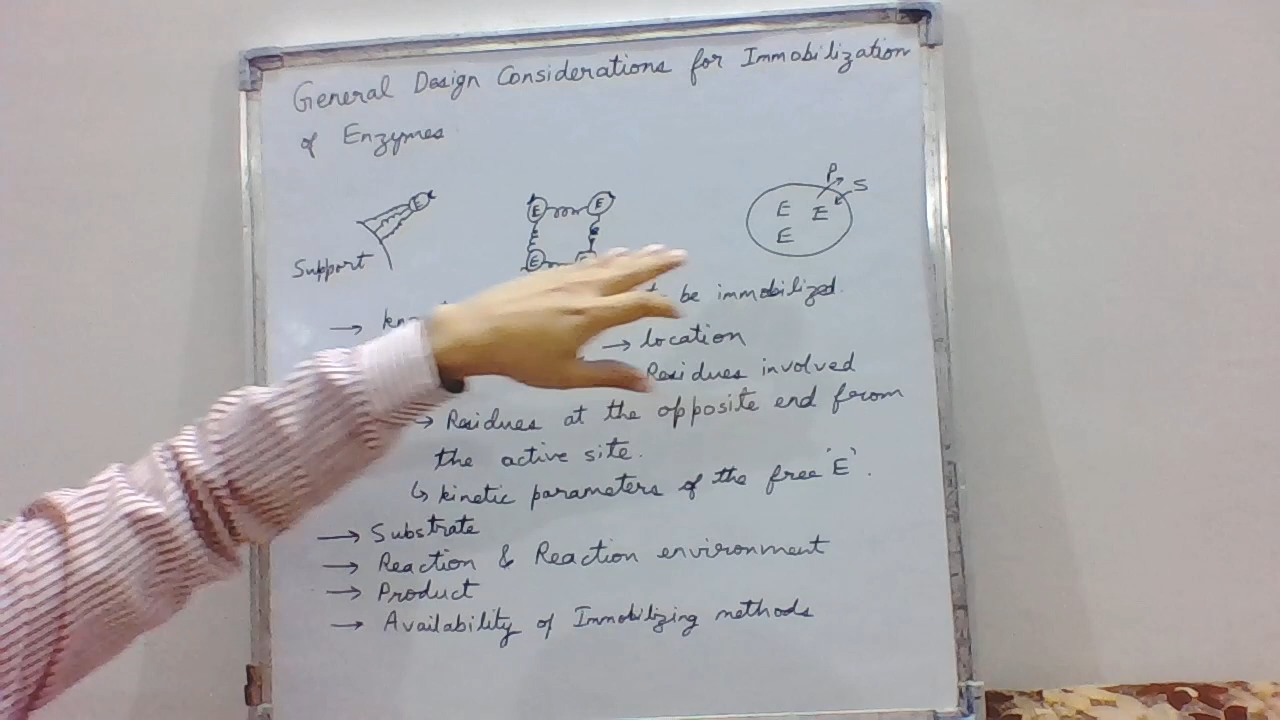 General Design Considerations for Immobilization
of Enzymes
P
S
E
E E
E E
E
E
Support
be immobilized.
→ location
Residues involved
→ Residues at the opposite end from
the active site.
↳ kinetic parameters of the free 'E'.
→ Substrate
→ Reaction & Reaction environment
→ Product
→ Availability of Immobilizing methods